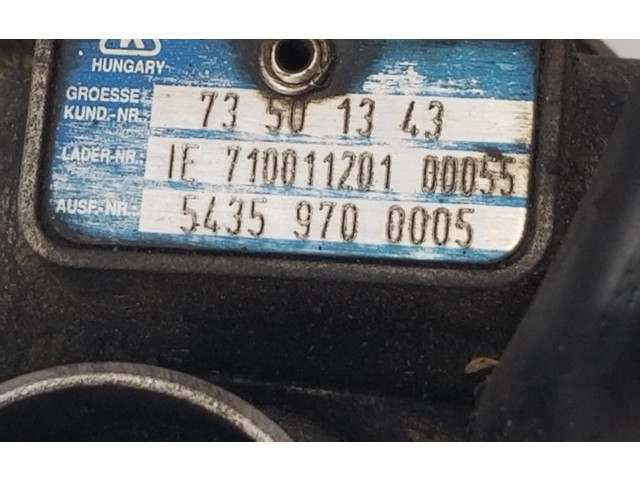 K
HUNGARY
GROESSE
KUND.-NR. 73 50 13 43
LADER-NR.: IE 710011201 00055
AUSF.-NR.: 5435 970 0005